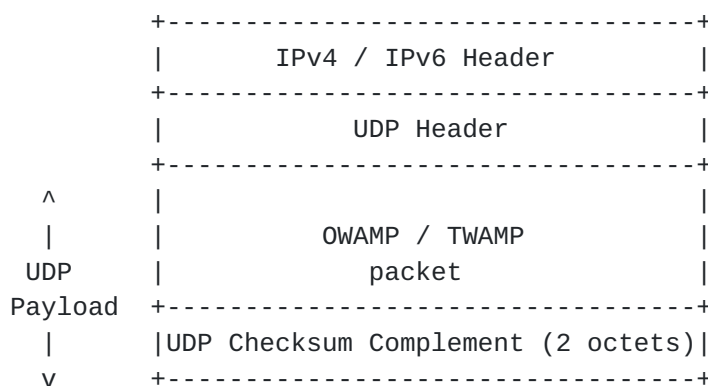 +----------------------------------+
|       IPv4 / IPv6 Header         |
+----------------------------------+
|            UDP Header            |
+----------------------------------+
^ | |
| | OWAMP / TWAMP |
UDP | packet |
Payload +----------------------------------+
| |UDP Checksum Complement (2 octets)|
v +----------------------------------+